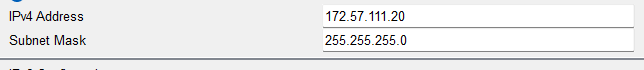 IPv4 Address 172.57.111.20
Subnet Mask 255.255.255.0